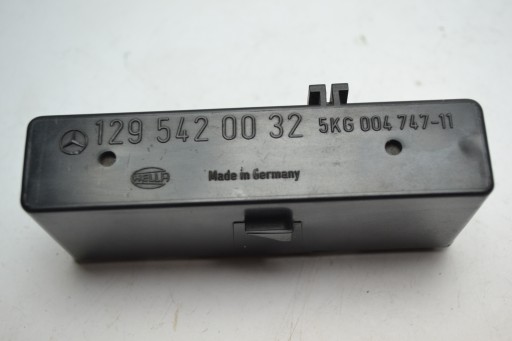 129 542 00 32 5KG 004 747-11
HELLA Made in Germany